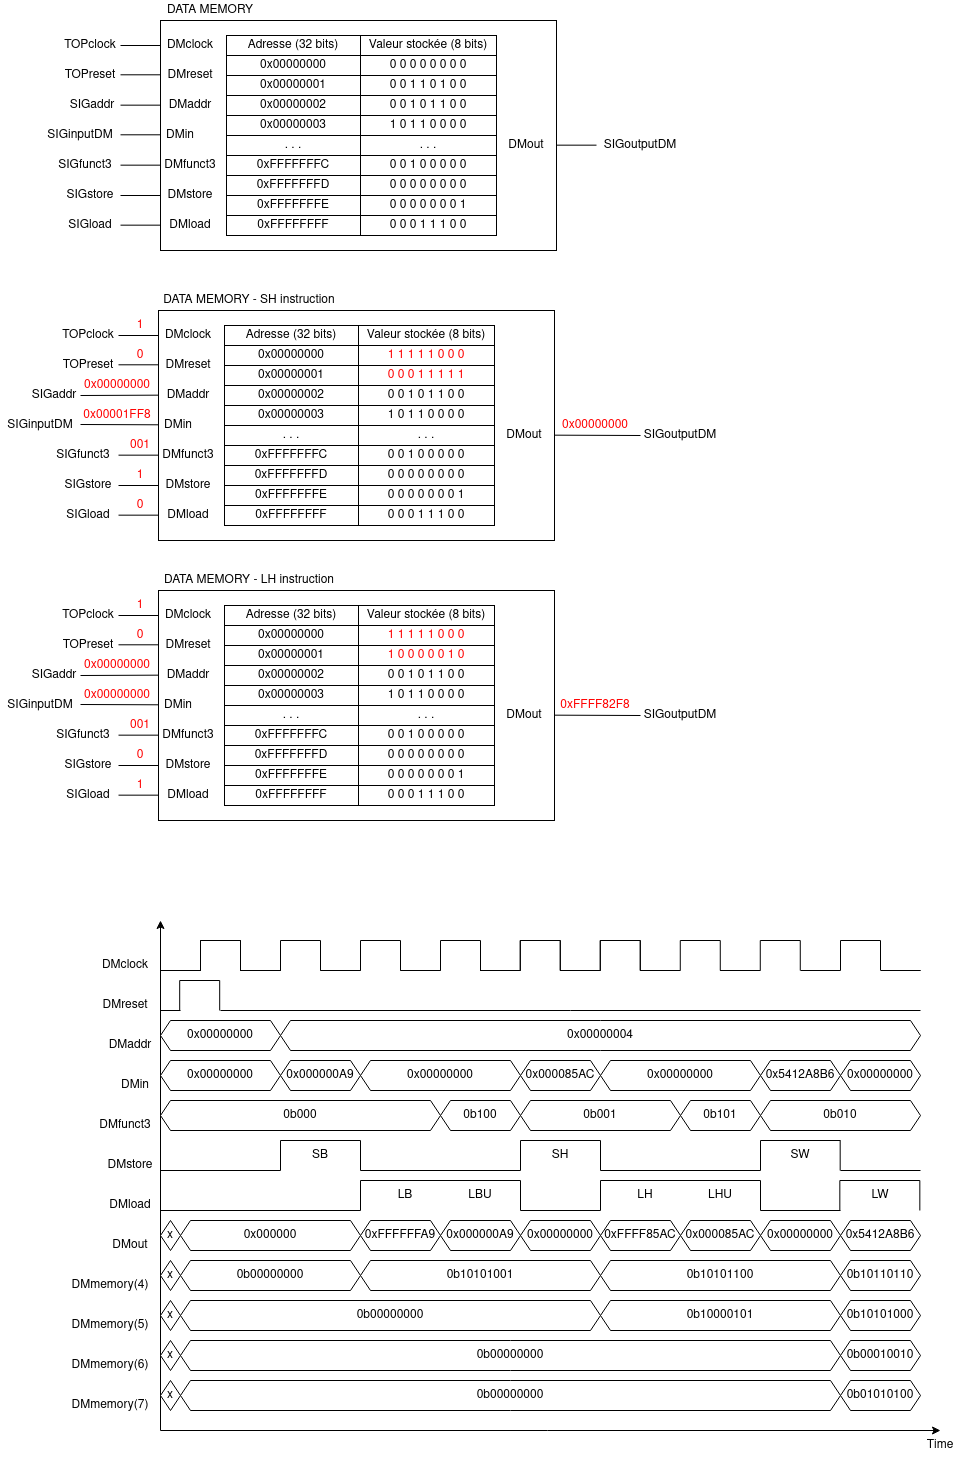 DATA MEMORY
TOPclock DMclock Adresse (32 bits) Valeur stockée (8 bits)
0x00000000 0 0 0 0 0 0 0 0
TOPreset DMreset
0x00000001 0 0 1 1 0 1 0 0
SIGaddr DMaddr 0x00000002 0 0 1 0 1 1 0 0
0x00000003 1 0 1 1 0 0 0 0
SIGinputDM DMin
. . . . . . DMout SIGoutputDM
SIGfunct3 DMfunct3 0xFFFFFFFC 0 0 1 0 0 0 0 0
0xFFFFFFFD 0 0 0 0 0 0 0 0
SIGstore DMstore
0xFFFFFFFE 0 0 0 0 0 0 0 1
SIGload DMload 0xFFFFFFFF 0 0 0 1 1 1 0 0
DATA MEMORY - SH instruction
TOPclock 1 DMclock Adresse (32 bits) Valeur stockée (8 bits)
0x00000000 1 1 1 1 1 0 0 0
TOPreset 0 DMreset
0x00000001 0 0 0 1 1 1 1 1
SIGaddr 0x00000000 DMaddr 0x00000002 0 0 1 0 1 1 0 0
0x00000003 1 0 1 1 0 0 0 0
SIGinputDM 0x00001FF8 DMin
. . . . . . DMout 0x00000000 SIGoutputDM
SIGfunct3 001 DMfunct3 0xFFFFFFFC 0 0 1 0 0 0 0 0
0xFFFFFFFD 0 0 0 0 0 0 0 0
SIGstore 1 DMstore
0xFFFFFFFE 0 0 0 0 0 0 0 1
SIGload 0 DMload 0xFFFFFFFF 0 0 0 1 1 1 0 0
DATA MEMORY - LH instruction
TOPclock 1 DMclock Adresse (32 bits) Valeur stockée (8 bits)
0x00000000 1 1 1 1 1 0 0 0
TOPreset 0 DMreset
0x00000001 1 0 0 0 0 0 1 0
SIGaddr 0x00000000 DMaddr 0x00000002 0 0 1 0 1 1 0 0
0x00000003 1 0 1 1 0 0 0 0
SIGinputDM 0x00000000 DMin
. . . . . . DMout 0xFFFF82F8 SIGoutputDM
SIGfunct3 001 DMfunct3 0xFFFFFFFC 0 0 1 0 0 0 0 0
0xFFFFFFFD 0 0 0 0 0 0 0 0
SIGstore 0 DMstore
0xFFFFFFFE 0 0 0 0 0 0 0 1
SIGload 1 DMload 0xFFFFFFFF 0 0 0 1 1 1 0 0
DMclock
DMreset
DMaddr 0x00000000 0x00000004
DMin 0x00000000 0x000000A9 0x00000000 0x000085AC 0x00000000 0x5412A8B6 0x00000000
DMfunct3 0b000 0b100 0b001 0b101 0b010
DMstore SB SH SW
DMload LB LBU LH LHU LW
DMout x 0x000000 0xFFFFFFA9 0x000000A9 0x00000000 0xFFFF85AC 0x000085AC 0x00000000 0x5412A8B6
DMmemory(4) x 0b00000000 0b10101001 0b10101100 0b10110110
DMmemory(5) x 0b00000000 0b10000101 0b10101000
DMmemory(6) x 0b00000000 0b00010010
DMmemory(7) x 0b00000000 0b01010100
Time